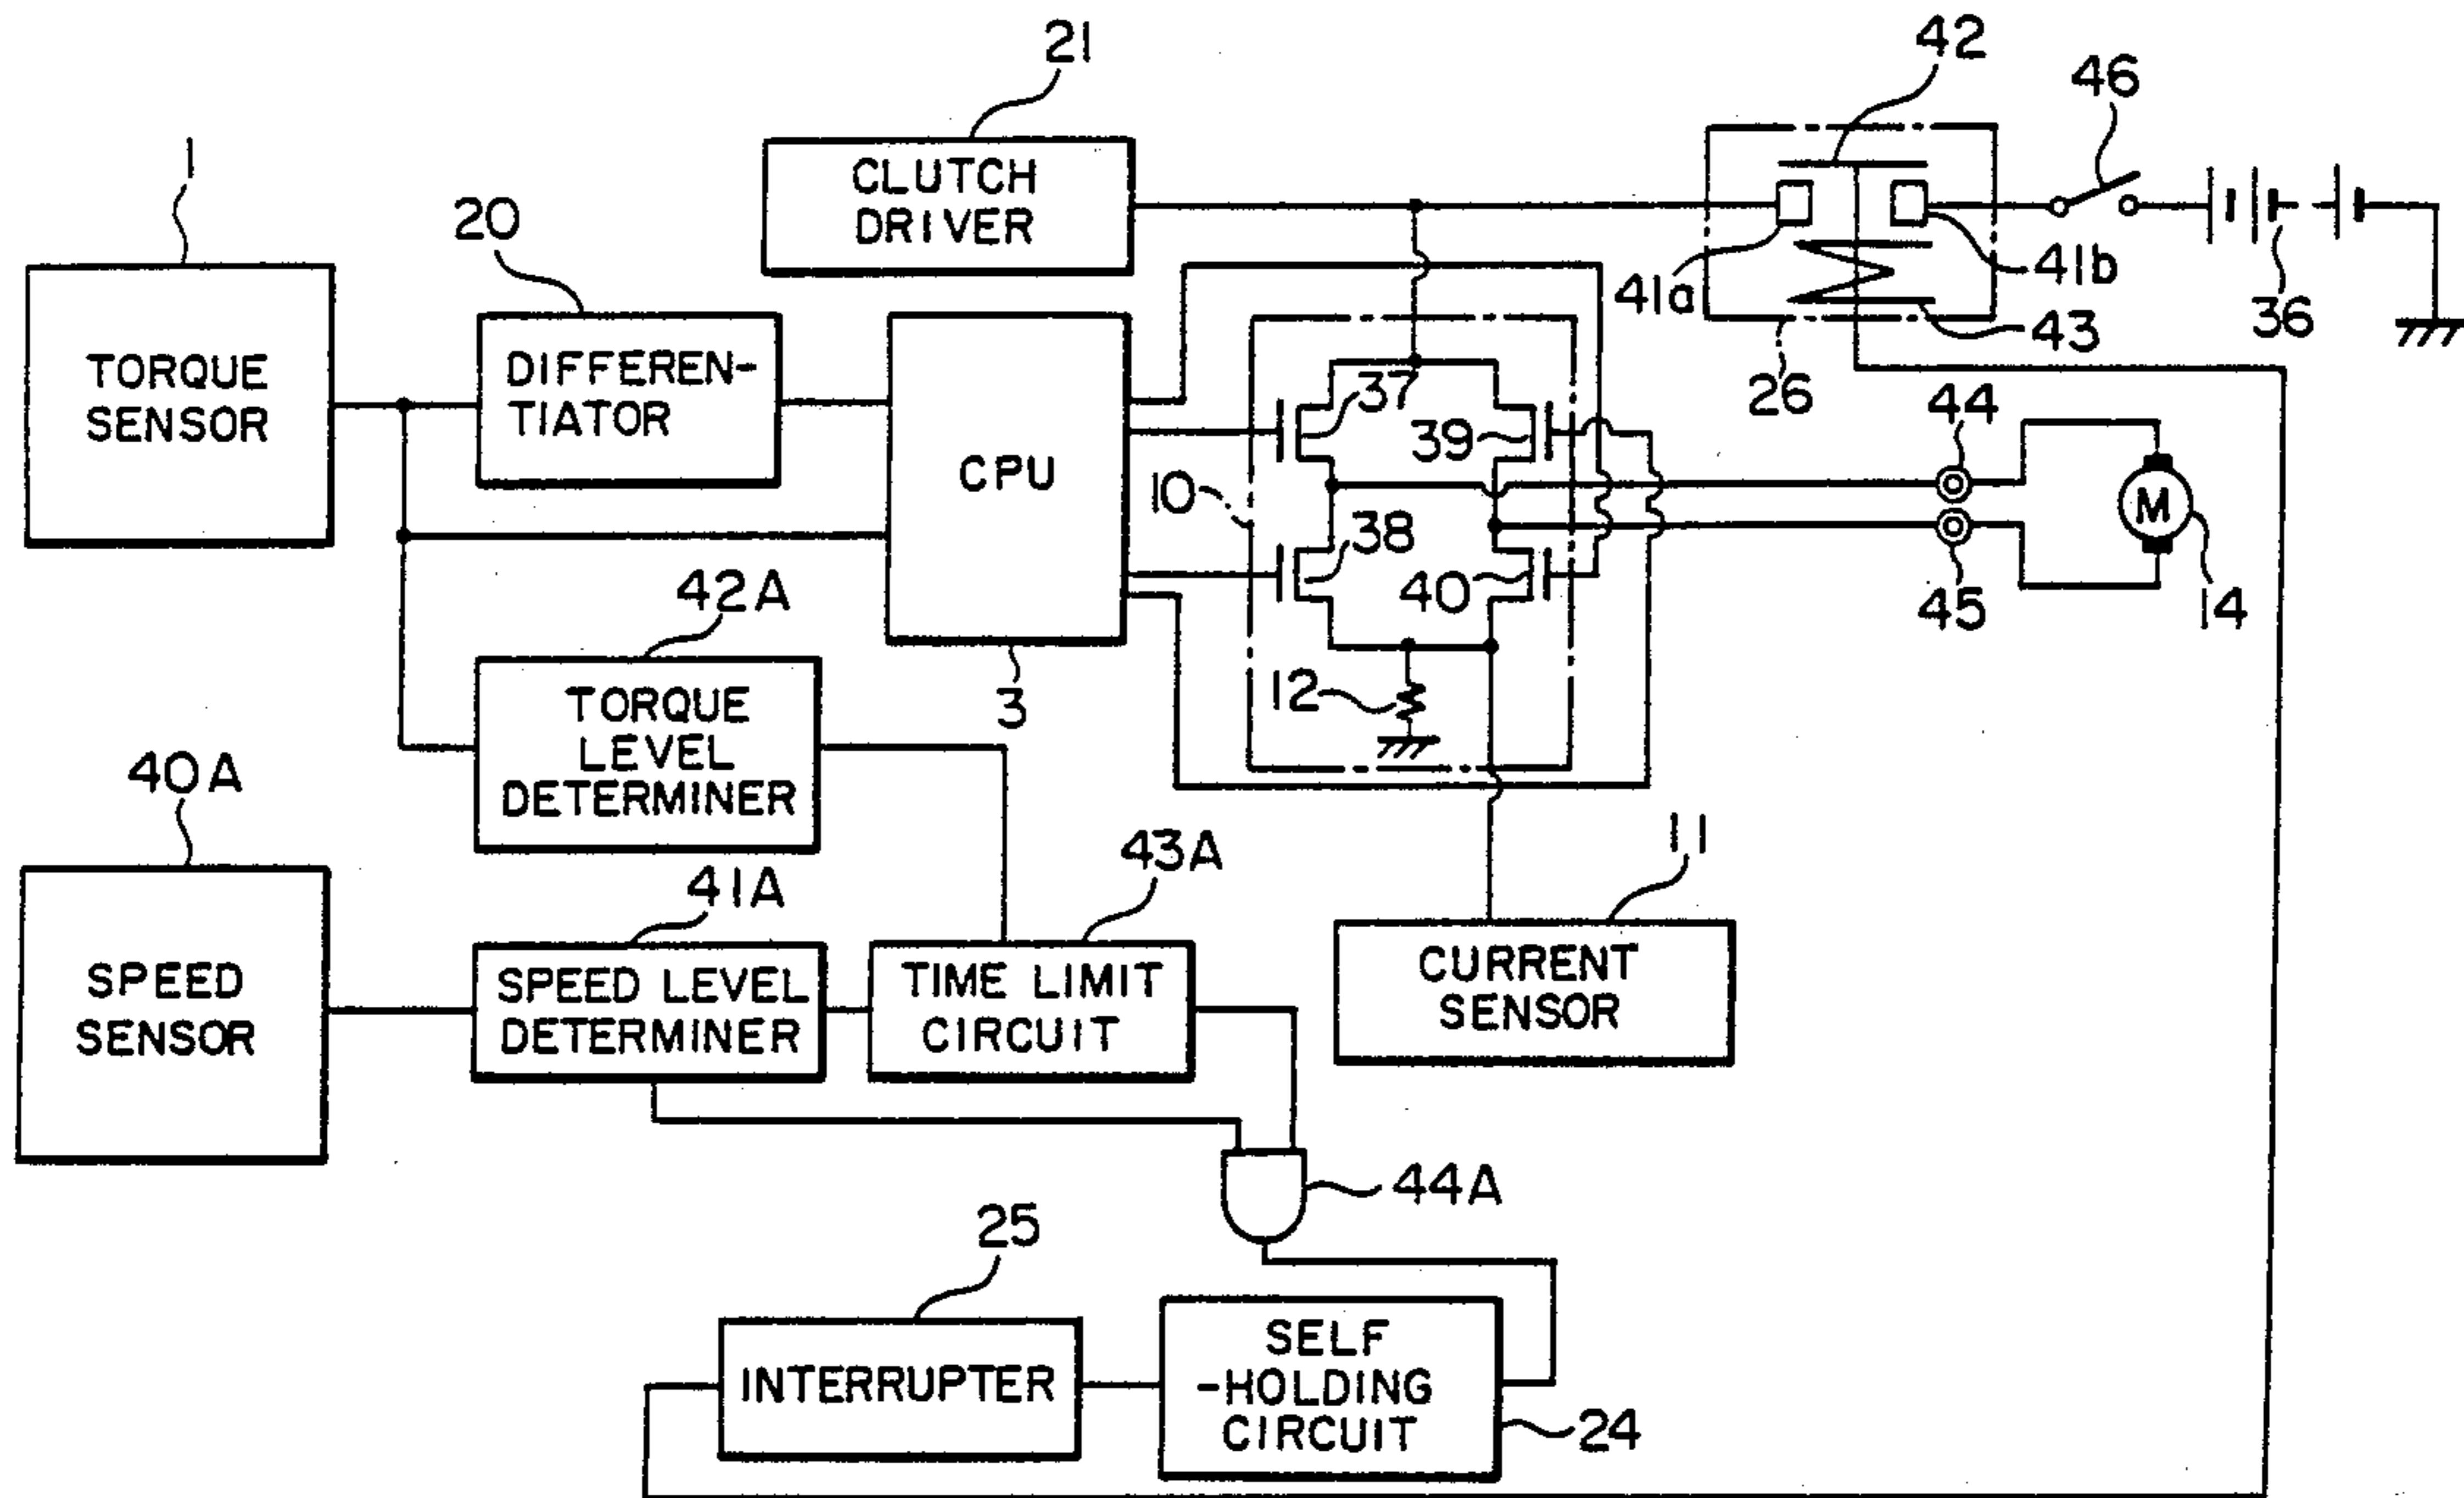 21
42
46
1
CLUTCH
DRIVER
20
41a
41b
36
43
26
TORQUE
SENSOR
DIFFEREN-
TIATOR
CPU
37
39
44
10
M
38
40
45
14
42A
3
12
TORQUE
LEVEL
DETERMINER
40A
11
43A
41A
SPEED
SENSOR
SPEED LEVEL
DETERMINER
TIME LIMIT
CIRCUIT
CURRENT
SENSOR
44A
25
INTERRUPTER
SELF
-HOLDING
CIRCUIT
24